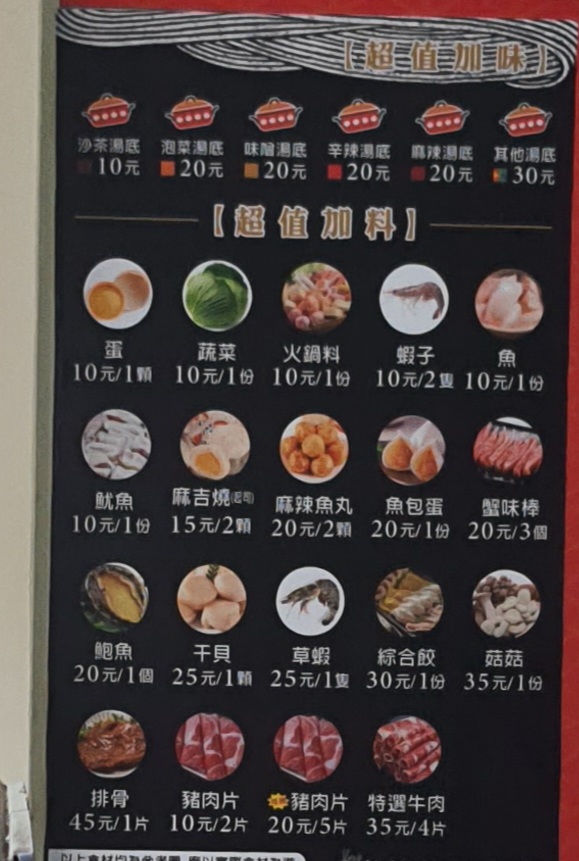 【超值加味】
沙茶湯底 泡菜湯底 味噌湯底 辛辣湯底 麻辣湯底 其他湯底
10元 20元 20元 20元 20元 30元
【超值加料】
蛋 蔬菜 火鍋料 蝦子 魚
10元/1顆 10元/1份 10元/1份 10元/2隻 10元/1份
魷魚 麻吉燒(起司) 麻辣魚丸 魚包蛋 蟹味棒
10元/1份 15元/2顆 20元/2顆 20元/1份 20元/3個
鮑魚 干貝 草蝦 綜合餃 菇菇
20元/1個 25元/1顆 25元/1隻 30元/1份 35元/1份
排骨 豬肉片 豬肉片 特選牛肉
45元/1片 10元/2片 20元/5片 35元/4片